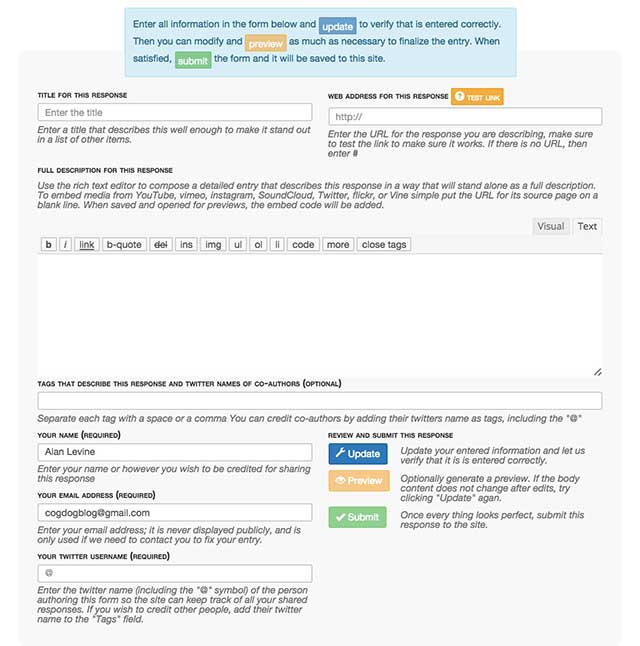 Enter all information in the form below and update to verify that is entered correctly.
Then you can modify and preview as much as necessary to finalize the entry. When
satisfied, submit the form and it will be saved to this site.
TITLE FOR THIS RESPONSE
Enter the title
Enter a title that describes this well enough to make it stand out
in a list of other items.
WEB ADDRESS FOR THIS RESPONSE ? TEST LINK
http://
Enter the URL for the response you are describing, make sure
to test the link to make sure it works. If there is no URL, then
enter #
FULL DESCRIPTION FOR THIS RESPONSE
Use the rich text editor to compose a detailed entry that describes this response in a way that will stand alone as a full description.
To embed media from YouTube, vimeo, instagram, SoundCloud, Twitter, flickr, or Vine simple put the URL for its source page on
a blank line. When saved and opened for previews, the embed code will be added.
Visual Text
b i link b-quote del ins img ul ol li code more close tags
TAGS THAT DESCRIBE THIS RESPONSE AND TWITTER NAMES OF CO-AUTHORS (OPTIONAL)
Separate each tag with a space or a comma You can credit co-authors by adding their twitters name as tags, including the "@"
YOUR NAME (REQUIRED)
Alan Levine
Enter your name or however you wish to be credited for sharing
this response
YOUR EMAIL ADDRESS (REQUIRED)
cogdogblog@gmail.com
Enter your email address; it is never displayed publicly, and is
only used if we need to contact you to fix your entry.
YOUR TWITTER USERNAME (REQUIRED)
@
Enter the twitter name (including the "@" symbol) of the person
authoring this form so the site can keep track of all your shared
responses. If you wish to credit other people, add their twitter
name to the "Tags" field.
REVIEW AND SUBMIT THIS RESPONSE
Update
Update your entered information and let us
verify that it is is entered correctly.
Preview
Optionally generate a preview. If the body
content does not change after edits, try
clicking "Update" agan.
Submit
Once every thing looks perfect, submit this
response to the site.